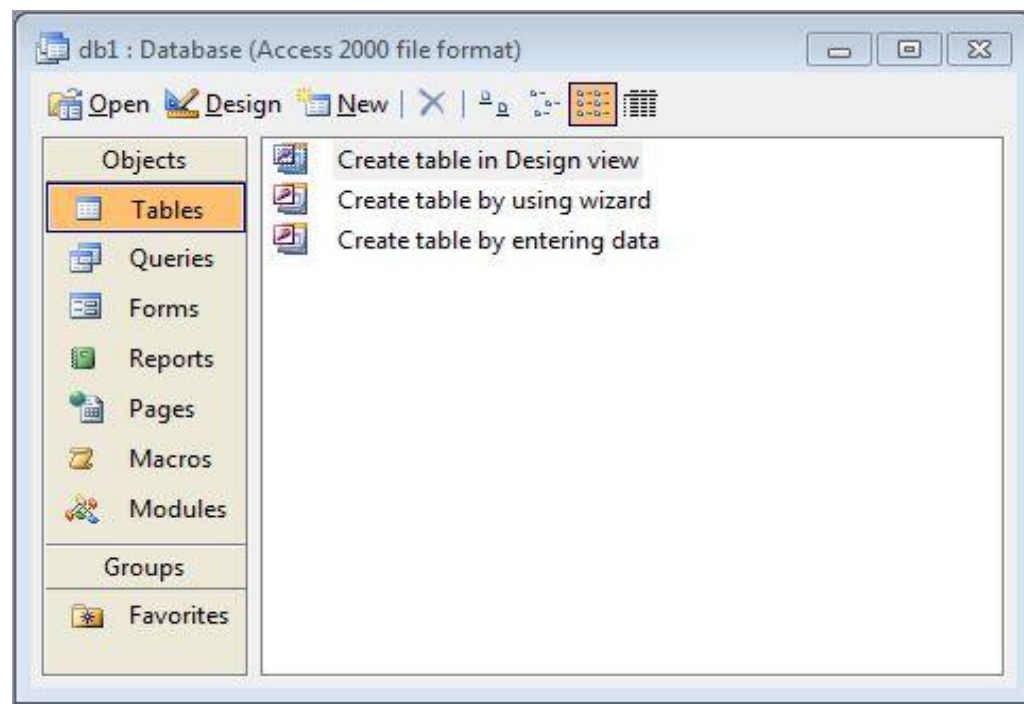 db1 : Database (Access 2000 file format)
Open Design New
Objects
Tables
Queries
Forms
Reports
Pages
Macros
Modules
Groups
Favorites
Create table in Design view
Create table by using wizard
Create table by entering data